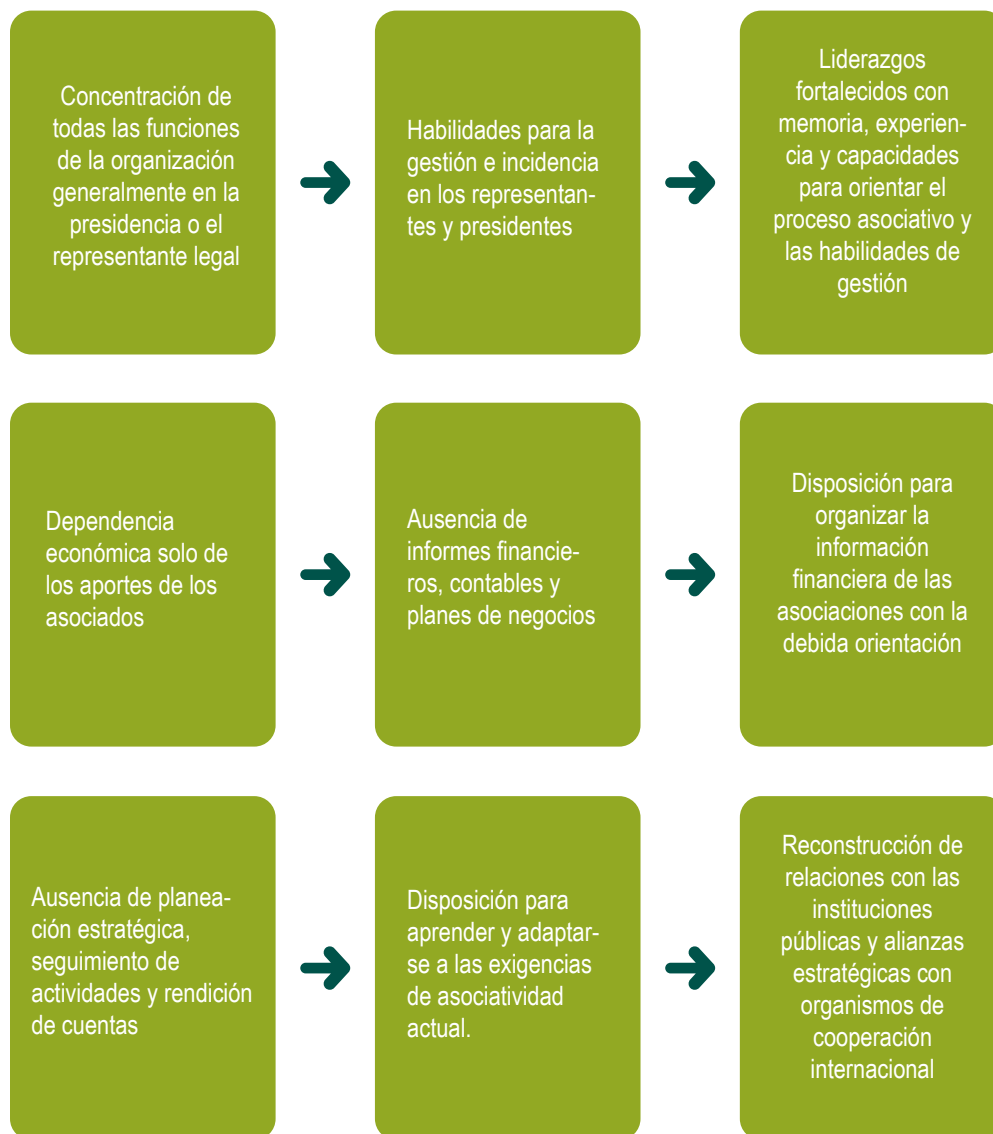 Concentración de
todas las funciones
de la organización
generalmente en la
presidencia o el
representante legal
Habilidades para la
gestión e incidencia
en los representan-
tes y presidentes
Liderazgos
fortalecidos con
memoria, experien-
cia y capacidades
para orientar el
proceso asociativo y
las habilidades de
gestión
Dependencia
económica solo de
los aportes de los
asociados
Ausencia de
informes financie-
ros, contables y
planes de negocios
Disposición para
organizar la
información
financiera de las
asociaciones con la
debida orientación
Ausencia de planea-
ción estratégica,
seguimiento de
actividades y rendición
de cuentas
Disposición para
aprender y adaptar-
se a las exigencias
de asociatividad
actual.
Reconstrucción de
relaciones con las
instituciones
públicas y alianzas
estratégicas con
organismos de
cooperación
internacional